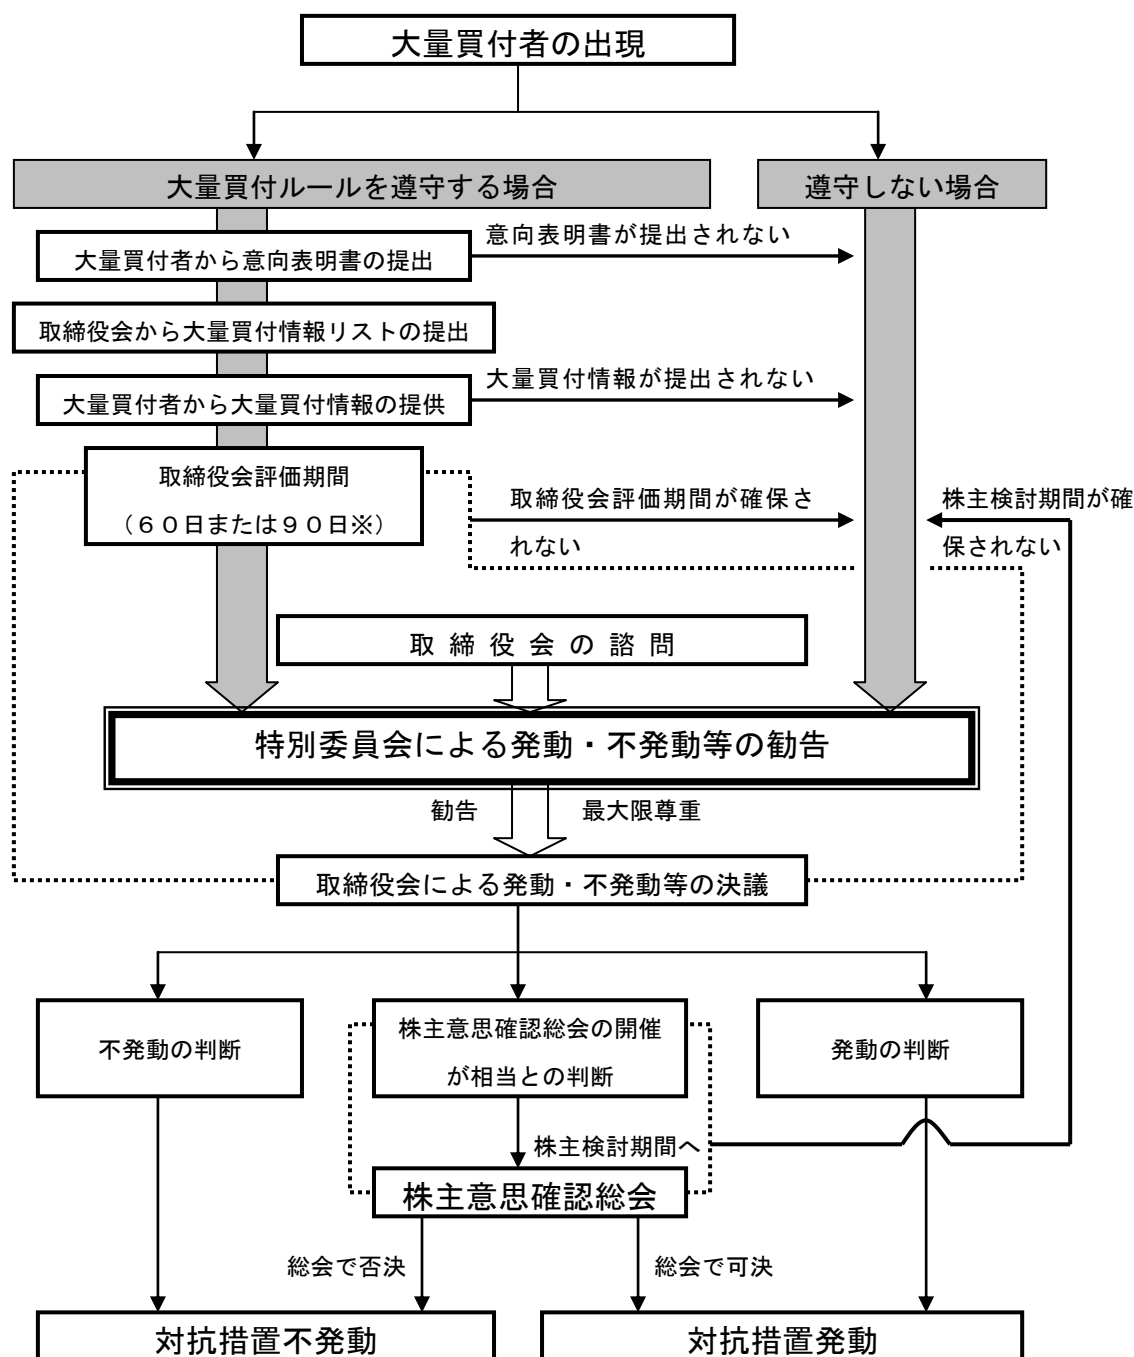 大量買付者の出現
大量買付ルールを遵守する場合
遵守しない場合
大量買付者から意向表明書の提出
意向表明書が提出されない
取締役会から大量買付情報リストの提出
大量買付者から大量買付情報の提供
大量買付情報が提出されない
取締役会評価期間
（６０日または９０日※）
取締役会評価期間が確保さ
れない
株主検討期間が確
保されない
取締役会の諮問
特別委員会による発動・不発動等の勧告
勧告
最大限尊重
取締役会による発動・不発動等の決議
不発動の判断
株主意思確認総会の開催
が相当との判断
発動の判断
株主検討期間へ
株主意思確認総会
総会で否決
総会で可決
対抗措置不発動
対抗措置発動